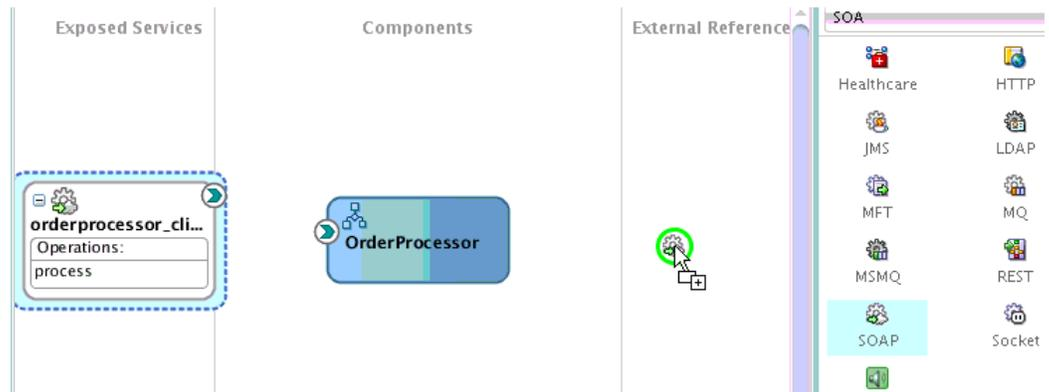 Exposed Services
Components
External Reference
orderprocessor_cli...
Operations:
process
OrderProcessor
SOA
Healthcare
HTTP
JMS
LDAP
MFT
MQ
MSMQ
REST
SOAP
Socket